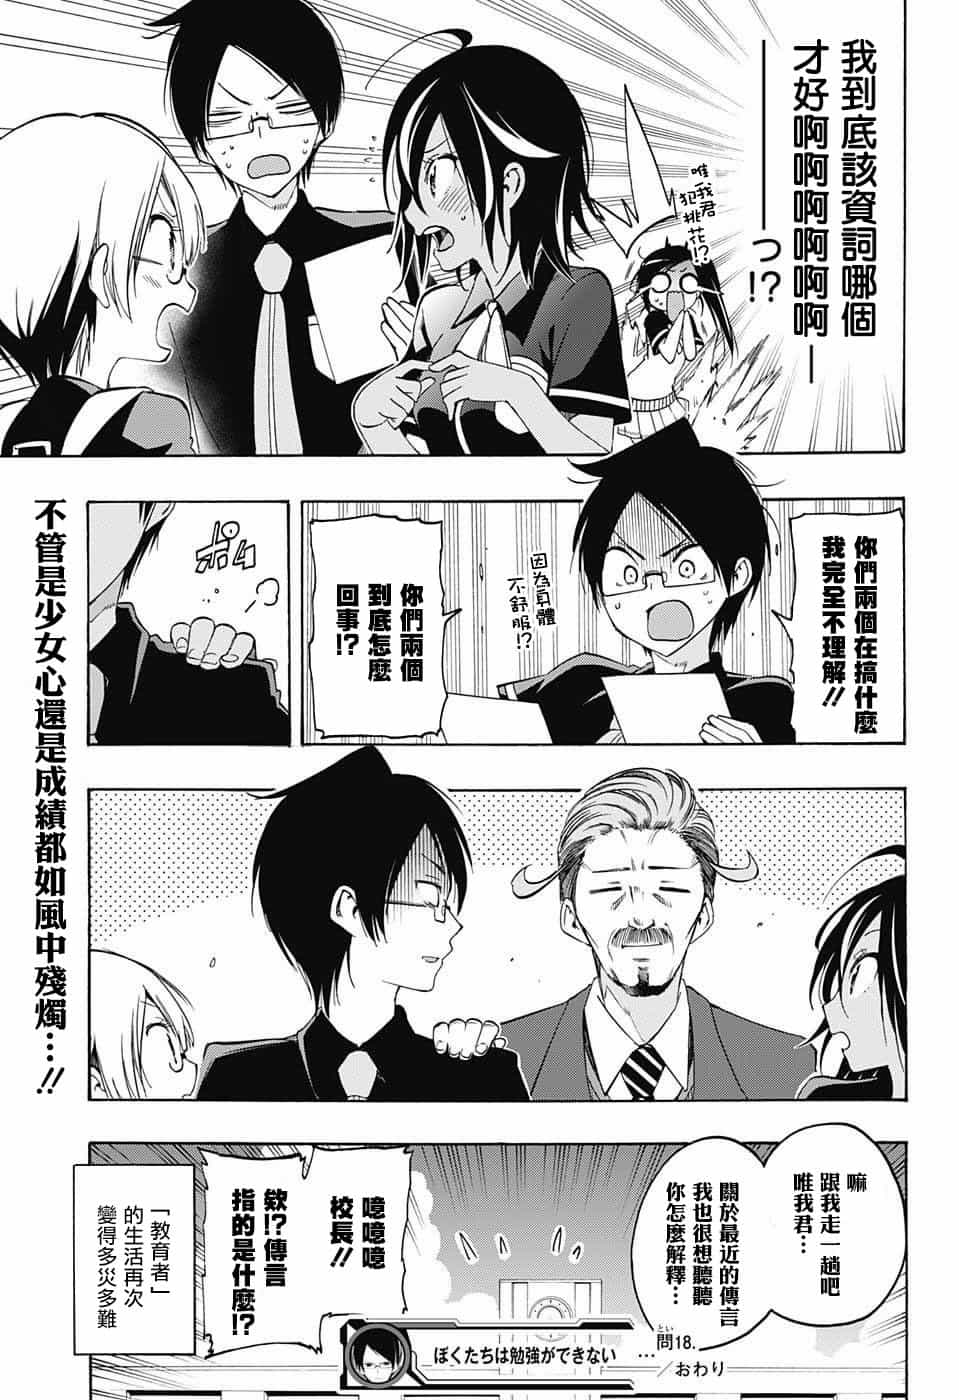 我到底該資詞哪個
才好啊啊啊啊啊啊—
——っ!?
唯我君
犯桃花!?
你們兩個在搞什麼
我完全不理解!!
因為身體
不舒服!?
你們兩個
到底怎麼
回事!?
ポム
不管是少女心還是成績都如風中殘燭…!!
嘛
跟我走一趟吧
唯我君…
關於最近的傳言
我也很想聽聽
你怎麼解釋…
噫噫噫
校長!!
欸!?傳言
指的是什麼!?
「教育者」
的生活再次
變得多災多難
ぼくたちは勉強ができない
…問18.
とい
／おわり